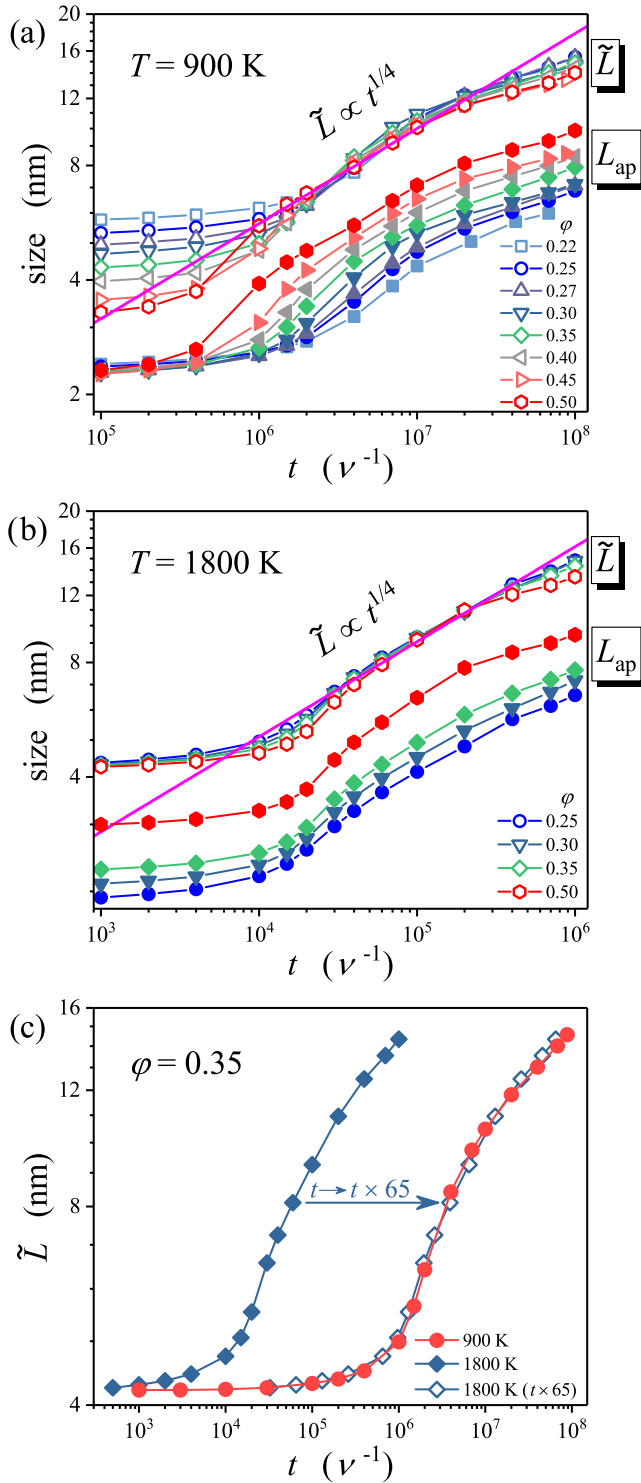 (a)
T = 900 K
L̃ ∝ t^1/4
L̃
L_ap
size (nm)
20
16
12
8
4
2
φ
0.22
0.25
0.27
0.30
0.35
0.40
0.45
0.50
10^5
10^6
10^7
10^8
t (ν^-1)
(b)
T = 1800 K
L̃ ∝ t^1/4
L̃
L_ap
size (nm)
20
16
12
8
4
φ
0.25
0.30
0.35
0.50
10^3
10^4
10^5
10^6
t (ν^-1)
(c)
φ = 0.35
L̃ (nm)
16
12
8
4
t → t × 65
900 K
1800 K
1800 K (t × 65)
10^3
10^4
10^5
10^6
10^7
10^8
t (ν^-1)